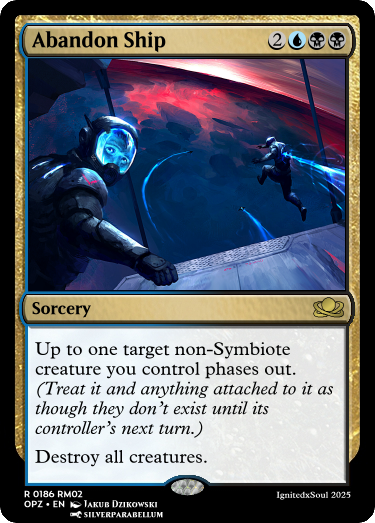 Abandon Ship 2
Sorcery
Up to one target non-Symbiote
creature you control phases out.
(Treat it and anything attached to it as
though they don't exist until its
controller's next turn.)
Destroy all creatures.
R 0186 RM02
OPZ • EN JAKUB DZIKOWSKI
SILVERPARABELLUM
IgnitedxSoul 2025